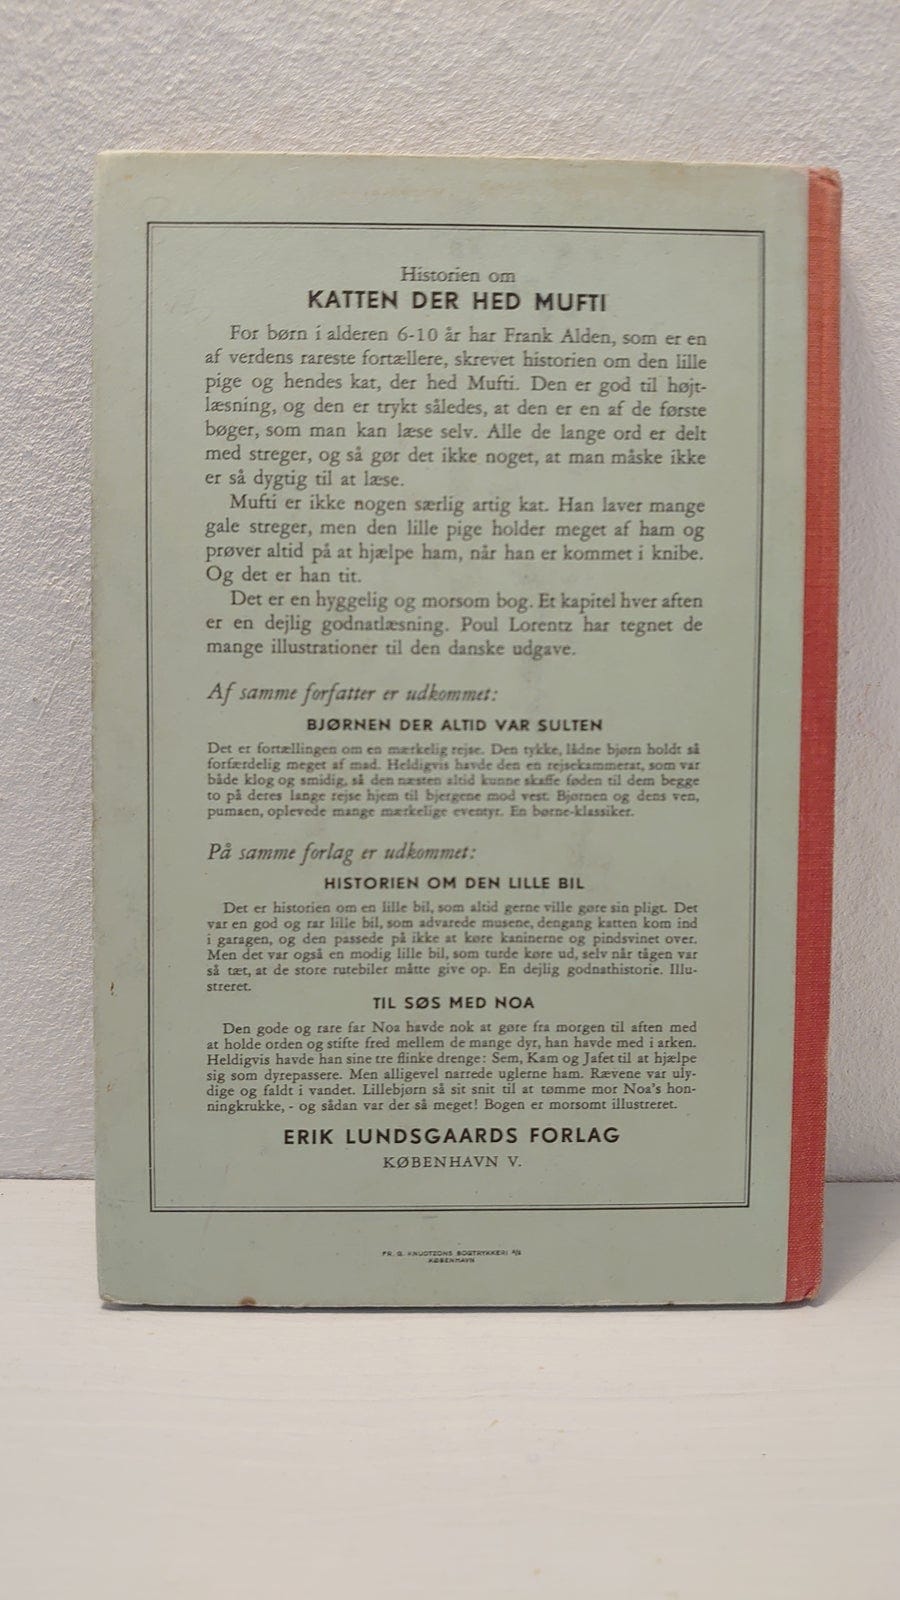 Historien om
KATTEN DER HED MUFTI
For børn i alderen 6-10 år har Frank Alden, som er en
af verdens rareste fortællere, skrevet historien om den lille
pige og hendes kat, der hed Mufti. Den er god til højt-
læsning, og den er trykt således, at den er en af de første
bøger, som man kan læse selv. Alle de lange ord er delt
med streger, og så gør det ikke noget, at man måske ikke
er så dygtig til at læse.
Mufti er ikke nogen særlig artig kat. Han laver mange
gale streger, men den lille pige holder meget af ham og
prøver altid på at hjælpe ham, når han er kommet i knibe.
Og det er han tit.
Det er en hyggelig og morsom bog. Et kapitel hver aften
er en dejlig godnatlæsning. Poul Lorentz har tegnet de
mange illustrationer til den danske udgave.
Af samme forfatter er udkommet:
BJØRNEN DER ALTID VAR SULTEN
Det er fortællingen om en mærkelig rejse. Den tykke, lådne bjørn holdt så
forfærdelig meget af mad. Heldigvis havde den en rejsekammerat, som var
både klog og smidig, så den næsten altid kunne skaffe føden til dem begge
to på deres lange rejse hjem til bjergene mod vest. Bjørnen og dens ven,
pumaen, oplevede mange mærkelige eventyr. En børne-klassiker.
På samme forlag er udkommet:
HISTORIEN OM DEN LILLE BIL
Det er historien om en lille bil, som altid gerne ville gøre sin pligt. Det
var en god og rar lille bil, som advarede musene, dengang katten kom ind
i garagen, og den passede på ikke at køre kaninerne og pindsvinet over.
Men det var også en modig lille bil, som turde køre ud, selv når tågen var
så tæt, at de store rutebiler måtte give op. En dejlig godnathistorie. Illu-
streret.
TIL SØS MED NOA
Den gode og rare far Noa havde nok at gøre fra morgen til aften med
at holde orden og stifte fred mellem de mange dyr, han havde med i arken.
Heldigvis havde han sine tre flinke drenge: Sem, Kam og Jafet til at hjælpe
sig som dyrepassere. Men alligevel narrede uglerne ham. Rævene var uly-
dige og faldt i vandet. Lillebjørn så sit snit til at tømme mor Noa's hon-
ningkrukke, - og sådan var der så meget! Bogen er morsomt illustreret.
ERIK LUNDSGAARDS FORLAG
KØBENHAVN V.
FR. G. KNUDTZONS BOGTRYKKERI A/S
KØBENHAVN